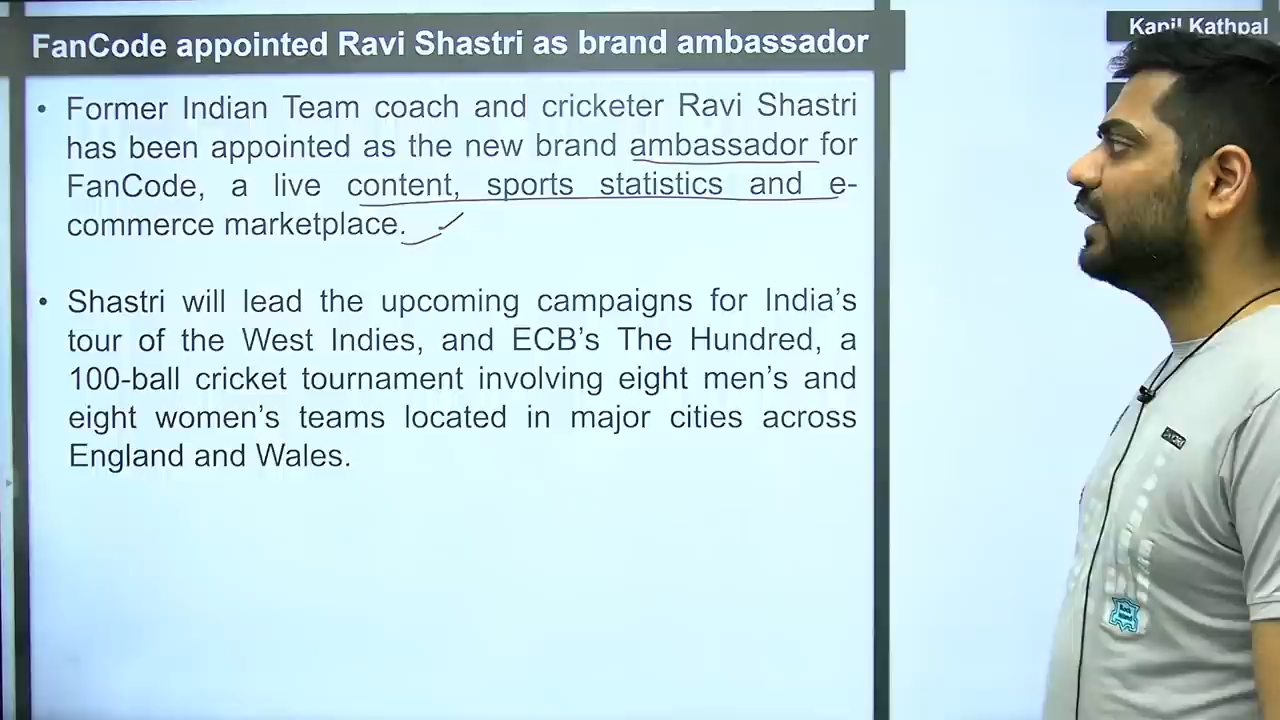 FanCode appointed Ravi Shastri as brand ambassador
Kapil Kathpal
• Former Indian Team coach and cricketer Ravi Shastri
has been appointed as the new brand ambassador for
FanCode, a live content, sports statistics and e-
commerce marketplace.
• Shastri will lead the upcoming campaigns for India’s
tour of the West Indies, and ECB’s The Hundred, a
100-ball cricket tournament involving eight men’s and
eight women’s teams located in major cities across
England and Wales.